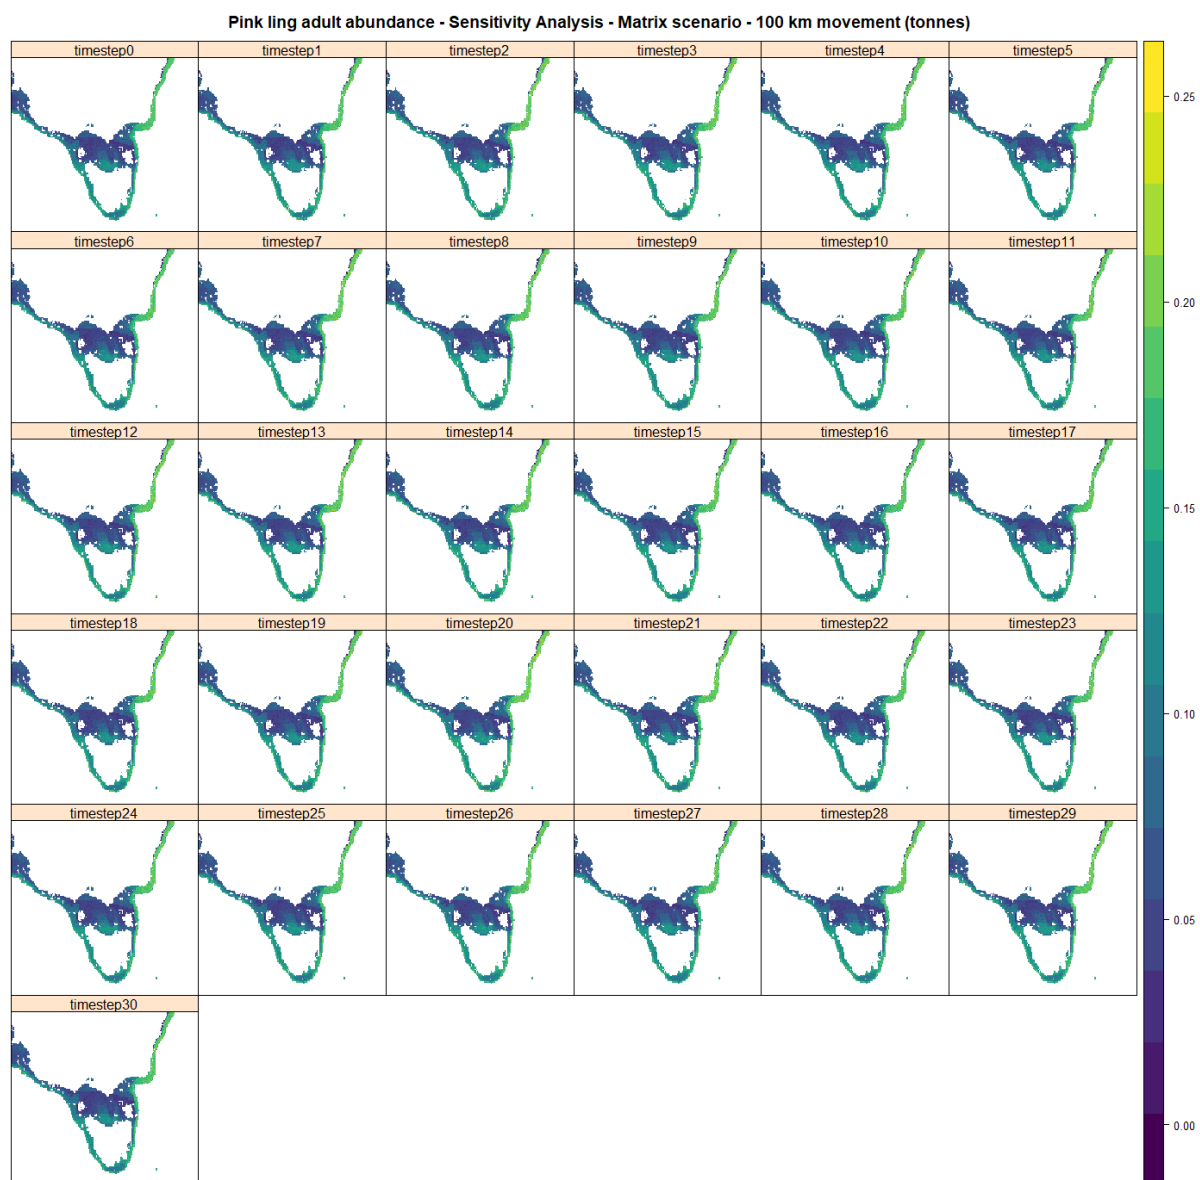 Pink ling adult abundance - Sensitivity Analysis - Matrix scenario - 100 km movement (tonnes)
timestep0 timestep1 timestep2 timestep3 timestep4 timestep5
timestep6 timestep7 timestep8 timestep9 timestep10 timestep11
timestep12 timestep13 timestep14 timestep15 timestep16 timestep17
timestep18 timestep19 timestep20 timestep21 timestep22 timestep23
timestep24 timestep25 timestep26 timestep27 timestep28 timestep29
timestep30
0.25
0.20
0.15
0.10
0.05
0.00